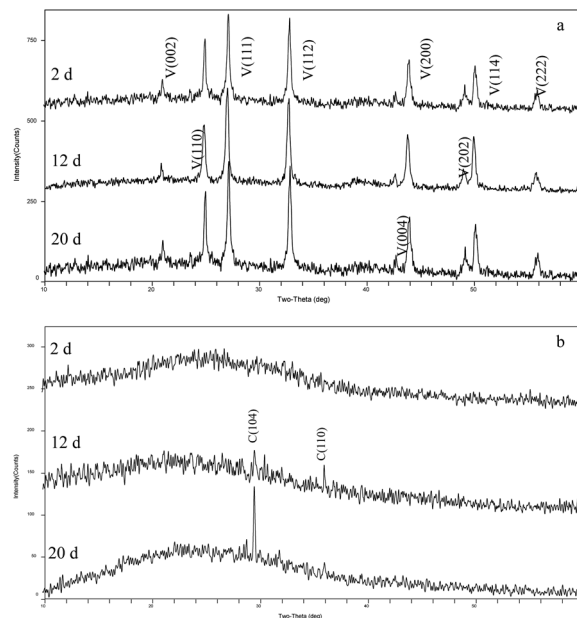 a
750
500
250
0
Intensity(Counts)
2 d
12 d
20 d
V(002)
V(110)
V(111)
V(112)
V(004)
V(200)
V(202)
V(114)
V(222)
10
20
30
40
50
Two-Theta (deg)
b
300
250
200
150
100
50
0
Intensity(Counts)
2 d
12 d
20 d
C(104)
C(110)
10
20
30
40
50
Two-Theta (deg)